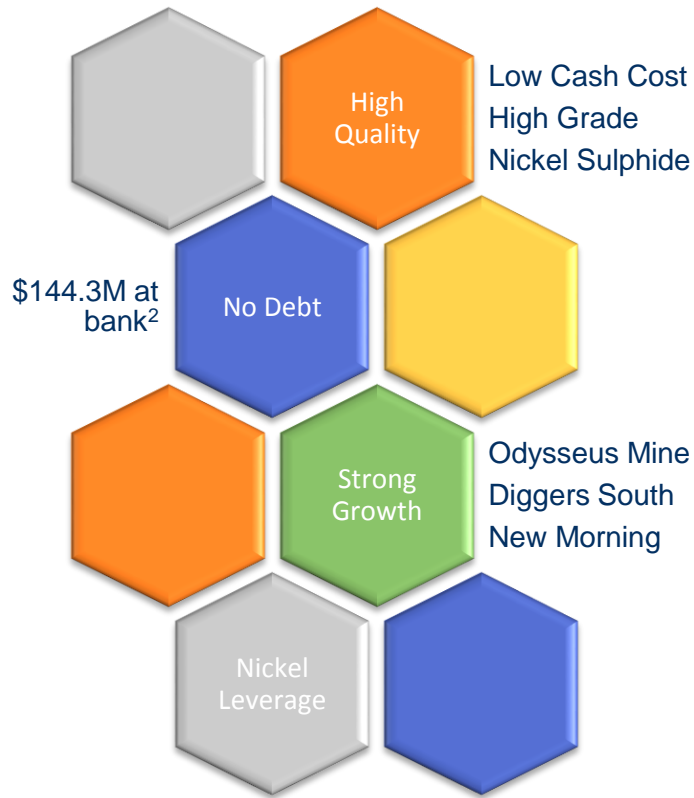 High
Quality
Low Cash Cost
High Grade
Nickel Sulphide
$144.3M at
bank²
No Debt
Strong
Growth
Odysseus Mine
Diggers South
New Morning
Nickel
Leverage